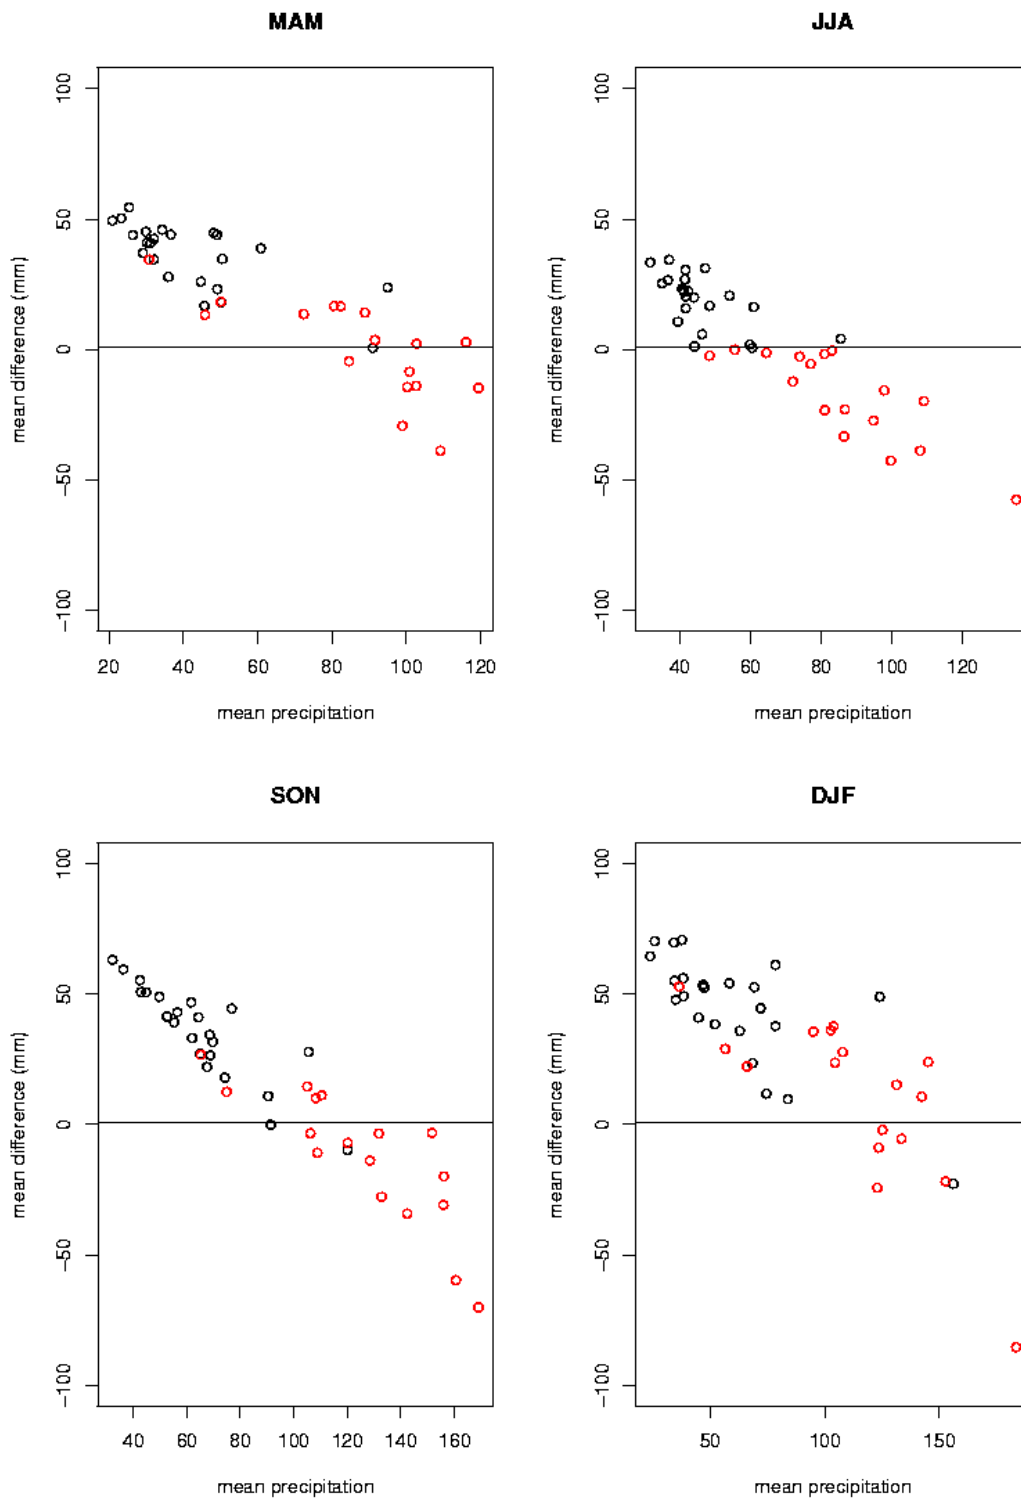 MAM
mean difference (mm)
100
50
0
−50
−100
20 40 60 80 100 120
mean precipitation
JJA
mean difference (mm)
100
50
0
−50
−100
40 60 80 100 120
mean precipitation
SON
mean difference (mm)
100
50
0
−50
−100
40 60 80 100 120 140 160
mean precipitation
DJF
mean difference (mm)
100
50
0
−50
−100
50 100 150
mean precipitation